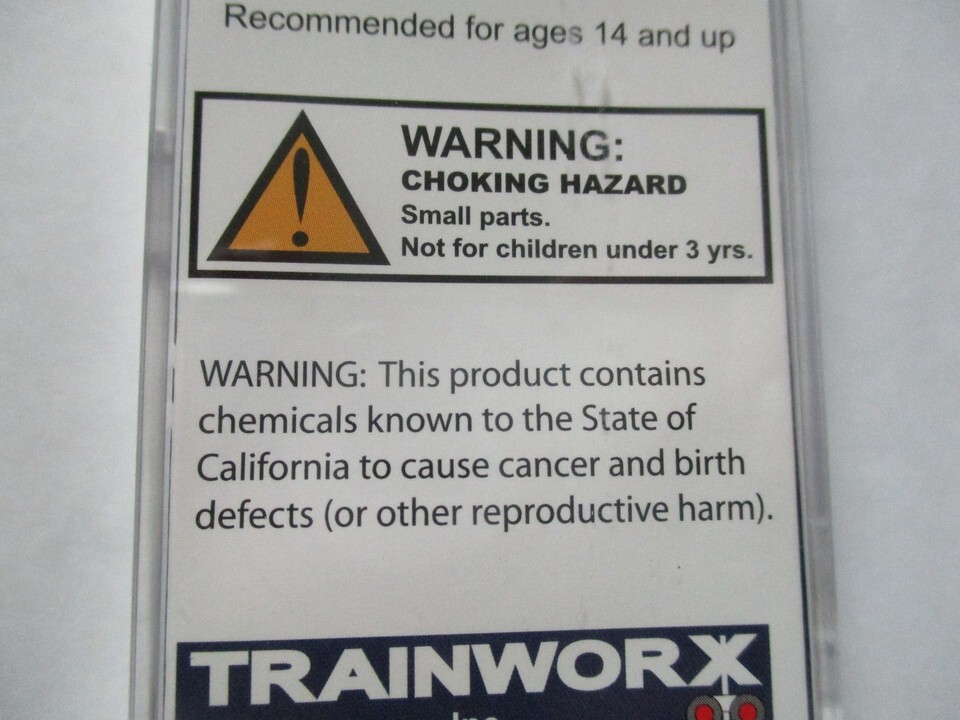 Recommended for ages 14 and up
WARNING:
CHOKING HAZARD
Small parts.
Not for children under 3 yrs.
WARNING: This product contains
chemicals known to the State of
California to cause cancer and birth
defects (or other reproductive harm).
TRAINWORX
Inc